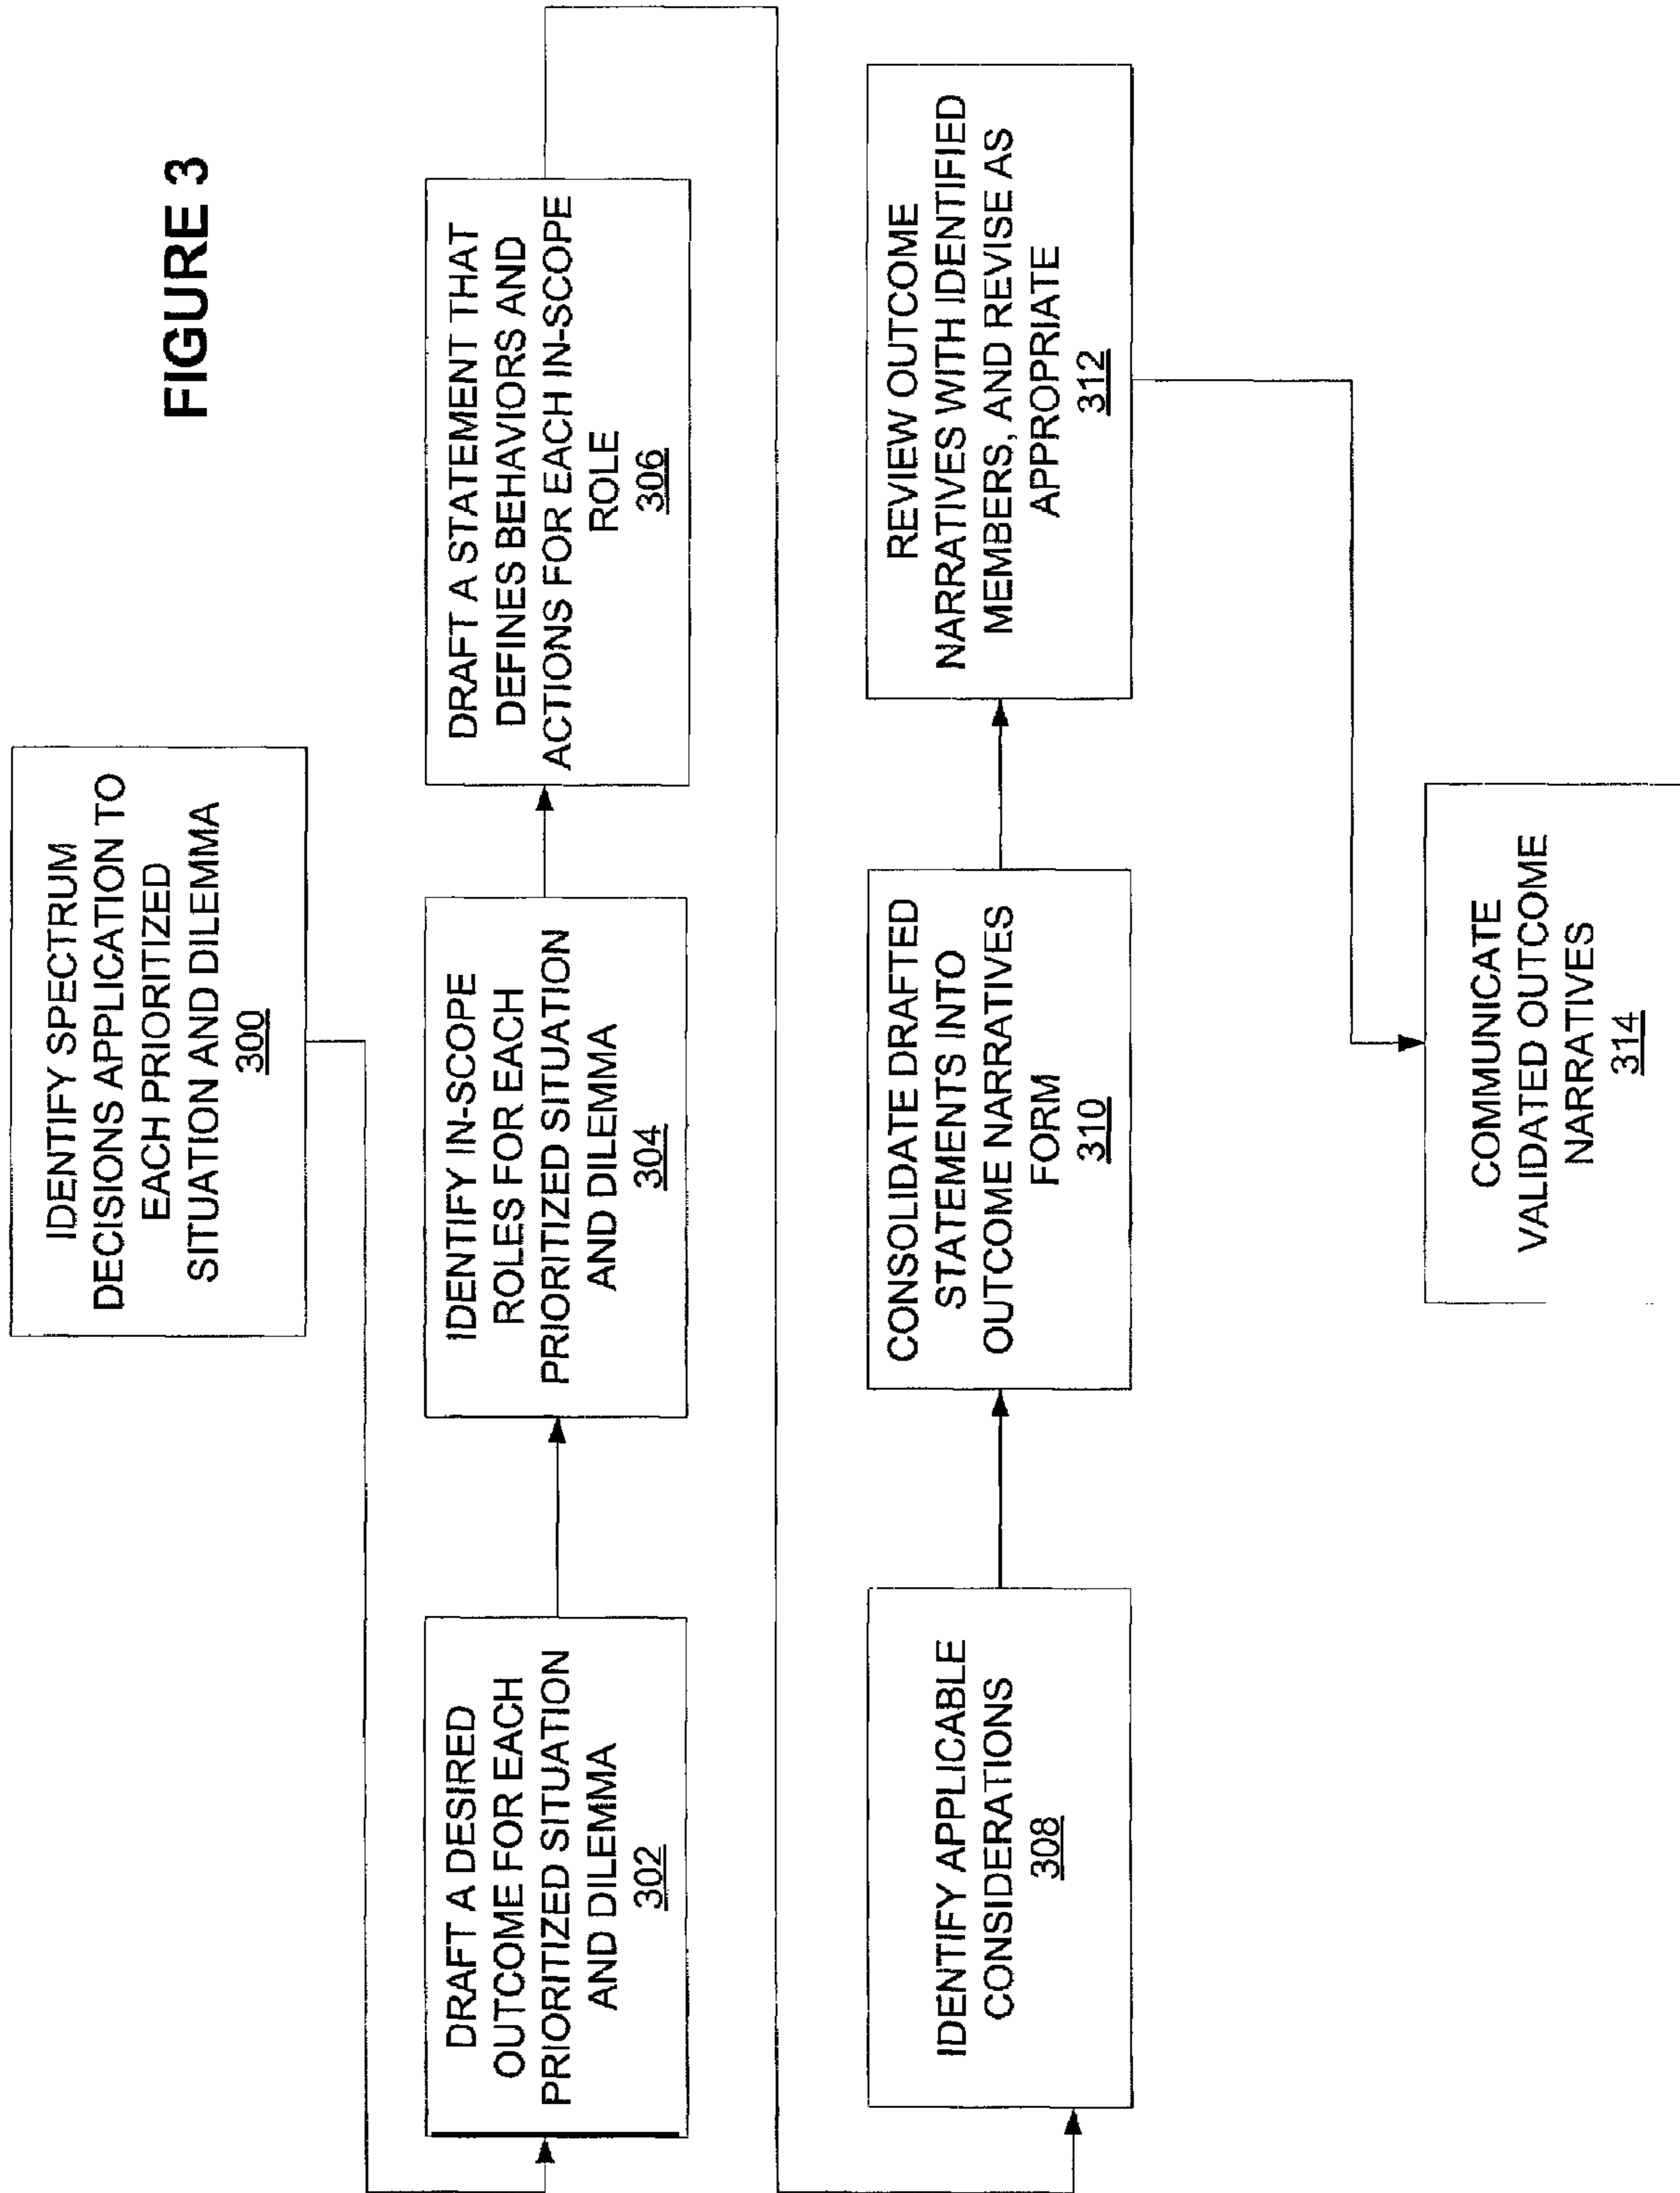 FIGURE 3
IDENTIFY SPECTRUM
DECISIONS APPLICATION TO
EACH PRIORITIZED
SITUATION AND DILEMMA
300
DRAFT A DESIRED
OUTCOME FOR EACH
PRIORITIZED SITUATION
AND DILEMMA
302
IDENTIFY IN-SCOPE
ROLES FOR EACH
PRIORITIZED SITUATION
AND DILEMMA
304
DRAFT A STATEMENT THAT
DEFINES BEHAVIORS AND
ACTIONS FOR EACH IN-SCOPE
ROLE
306
IDENTIFY APPLICABLE
CONSIDERATIONS
308
CONSOLIDATE DRAFTED
STATEMENTS INTO
OUTCOME NARRATIVES
FORM
310
REVIEW OUTCOME
NARRATIVES WITH IDENTIFIED
MEMBERS, AND REVISE AS
APPROPRIATE
312
COMMUNICATE
VALIDATED OUTCOME
NARRATIVES
314